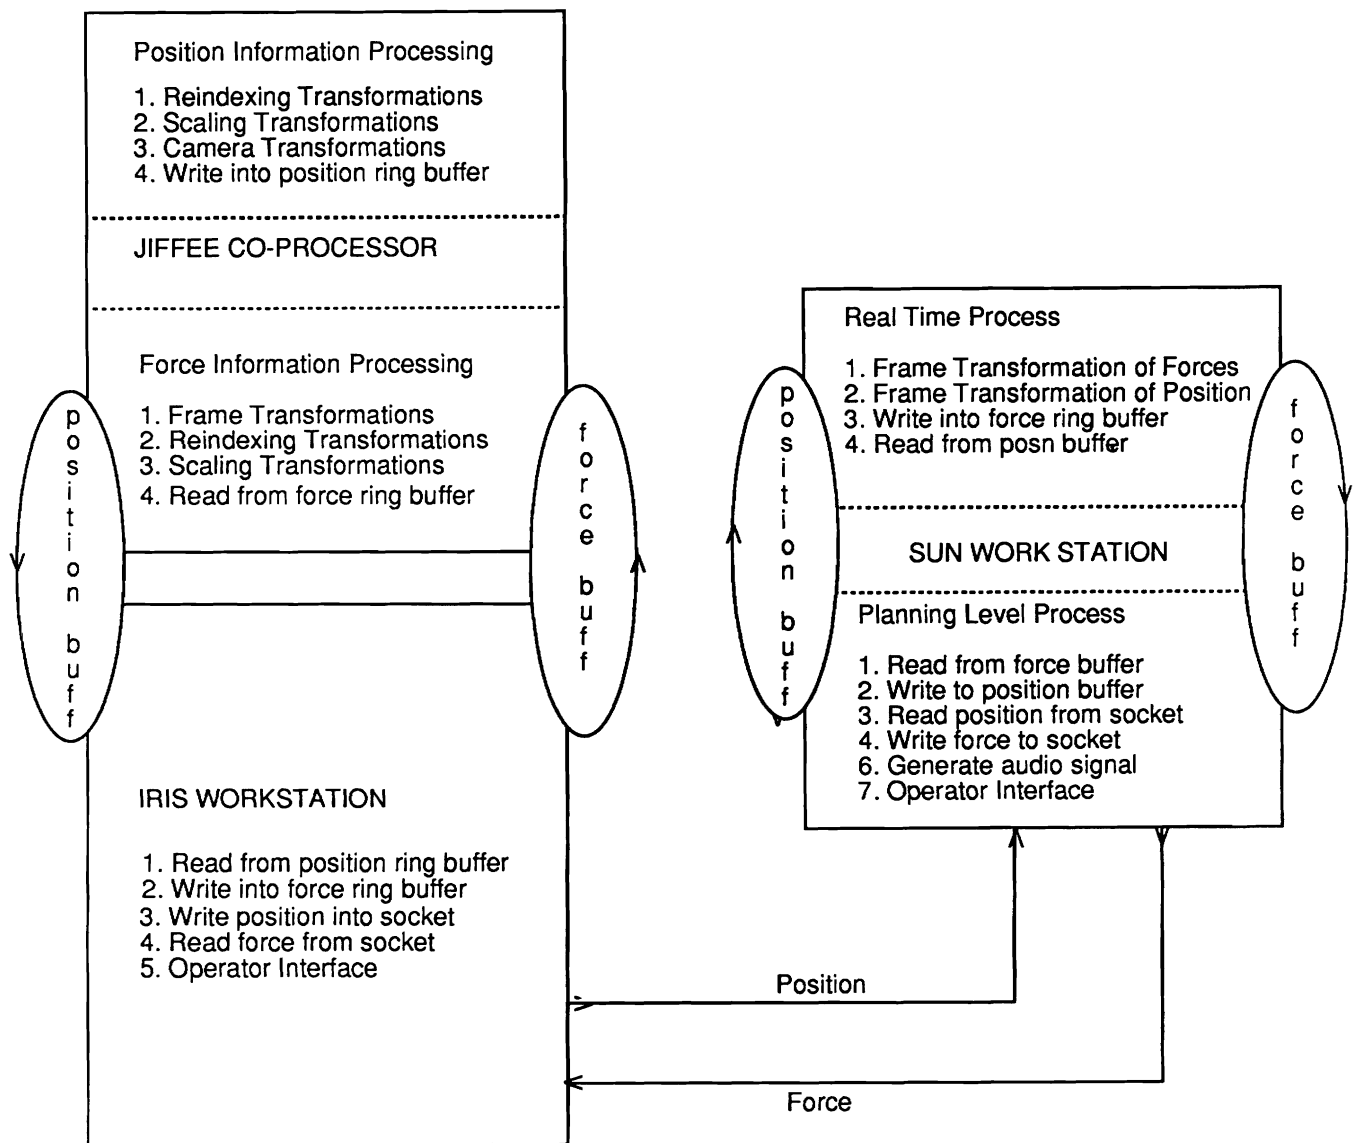 Position Information Processing
1. Reindexing Transformations
2. Scaling Transformations
3. Camera Transformations
4. Write into position ring buffer
JIFFEE CO-PROCESSOR
Force Information Processing
1. Frame Transformations
2. Reindexing Transformations
3. Scaling Transformations
4. Read from force ring buffer
position buff
force buff
IRIS WORKSTATION
1. Read from position ring buffer
2. Write into force ring buffer
3. Write position into socket
4. Read force from socket
5. Operator Interface
Real Time Process
1. Frame Transformation of Forces
2. Frame Transformation of Position
3. Write into force ring buffer
4. Read from posn buffer
position buff
force buff
SUN WORK STATION
Planning Level Process
1. Read from force buffer
2. Write to position buffer
3. Read position from socket
4. Write force to socket
6. Generate audio signal
7. Operator Interface
Position
Force